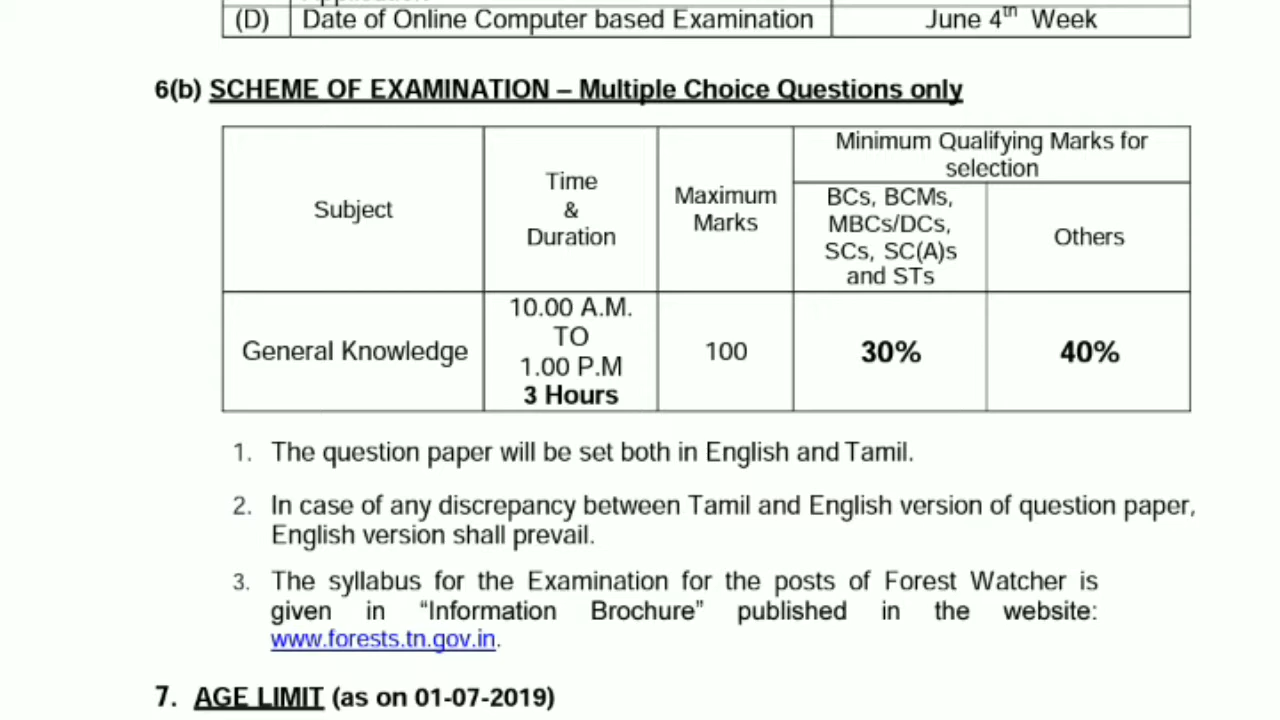 (D) Date of Online Computer based Examination June 4th Week
6(b) SCHEME OF EXAMINATION – Multiple Choice Questions only
Subject
Time
&
Duration
Maximum
Marks
Minimum Qualifying Marks for
selection
BCs, BCMs,
MBCs/DCs,
SCs, SC(A)s
and STs
Others
General Knowledge
10.00 A.M.
TO
1.00 P.M
3 Hours
100
30%
40%
1. The question paper will be set both in English and Tamil.
2. In case of any discrepancy between Tamil and English version of question paper,
English version shall prevail.
3. The syllabus for the Examination for the posts of Forest Watcher is
given in “Information Brochure” published in the website:
www.forests.tn.gov.in.
7. AGE LIMIT (as on 01-07-2019)